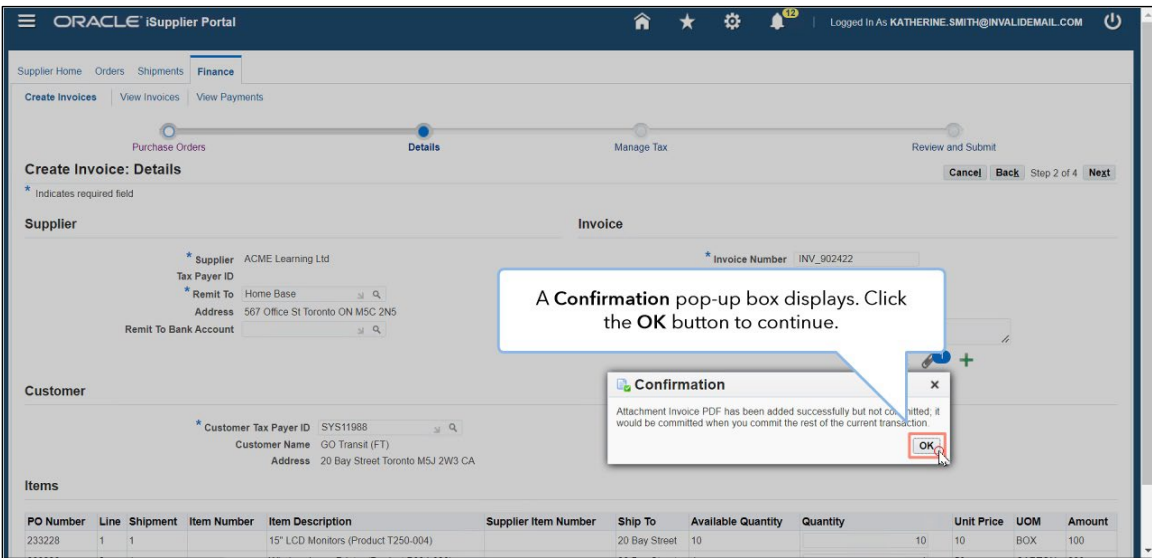 ORACLE iSupplier Portal
12
Logged In As KATHERINE.SMITH@INVALIDEMAIL.COM
Supplier Home Orders Shipments Finance
Create Invoices View Invoices View Payments
Purchase Orders Details Manage Tax Review and Submit
Create Invoice: Details
Cancel Back Step 2 of 4 Next
* Indicates required field
Supplier
Invoice
* Supplier ACME Learning Ltd
* Invoice Number INV_902422
Tax Payer ID
* Remit To Home Base
Address 567 Office St Toronto ON M5C 2N5
Remit To Bank Account
A Confirmation pop-up box displays. Click
the OK button to continue.
1
Confirmation
Attachment Invoice PDF has been added successfully but not committed; it
would be committed when you commit the rest of the current transaction.
OK
Customer
* Customer Tax Payer ID SYS11988
Customer Name GO Transit (FT)
Address 20 Bay Street Toronto M5J 2W3 CA
Items
PO Number Line Shipment Item Number Item Description Supplier Item Number Ship To Available Quantity Quantity Unit Price UOM Amount
233228 1 1 15" LCD Monitors (Product T250-004) 20 Bay Street 10 10 10 BOX 100